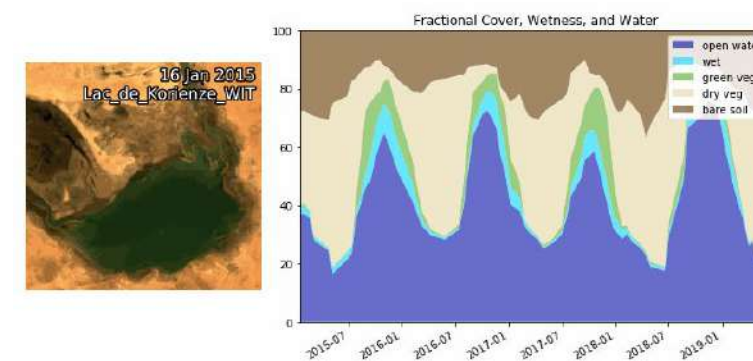 16 Jan 2015
Lac_de_Korienze_WIT
Fractional Cover, Wetness, and Water
100
80
60
40
20
0
open wate
wet
green veg
dry veg
bare soil
2015-07
2016-01
2016-07
2017-01
2017-07
2018-01
2018-07
2019-01